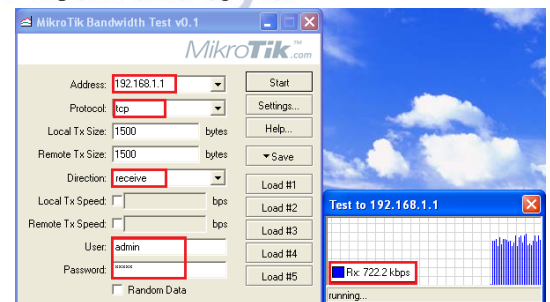 MikroTik Bandwidth Test v0.1
MikroTik.com
Address: 192.168.1.1 Start
Protocol: tcp Settings...
Local Tx Size: 1500 bytes Help...
Remote Tx Size: 1500 bytes Save
Direction: receive Load #1
Local Tx Speed: bps Load #2
Remote Tx Speed: bps Load #3
User: admin Load #4
Password: ***** Load #5
Random Data
Test to 192.168.1.1
Rx: 722.2 kbps
running...